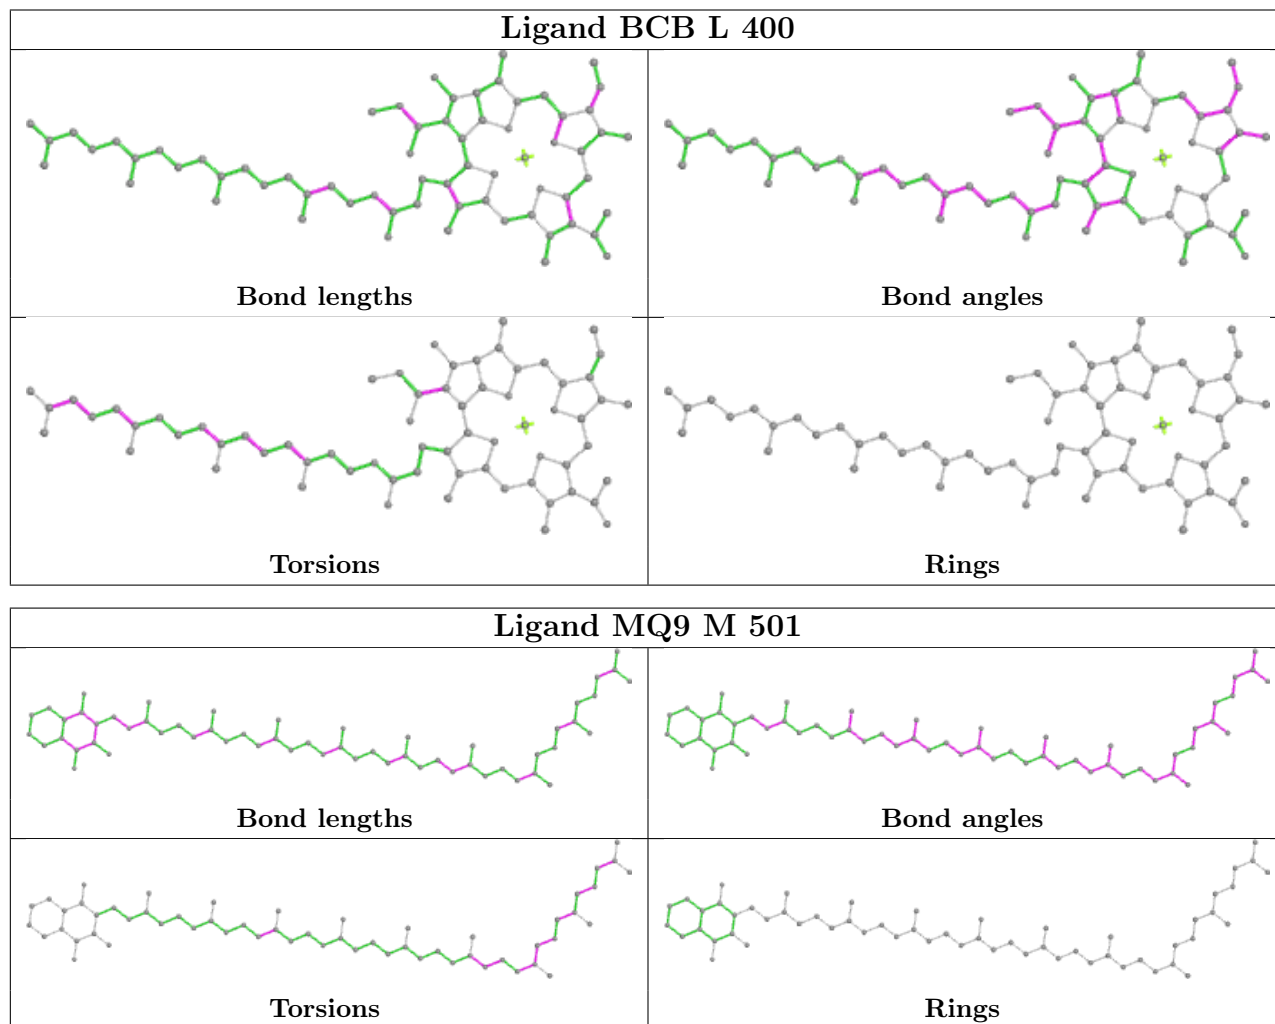 Ligand BCB L 400
Bond lengths
Bond angles
Torsions
Rings
Ligand MQ9 M 501
Bond lengths
Bond angles
Torsions
Rings